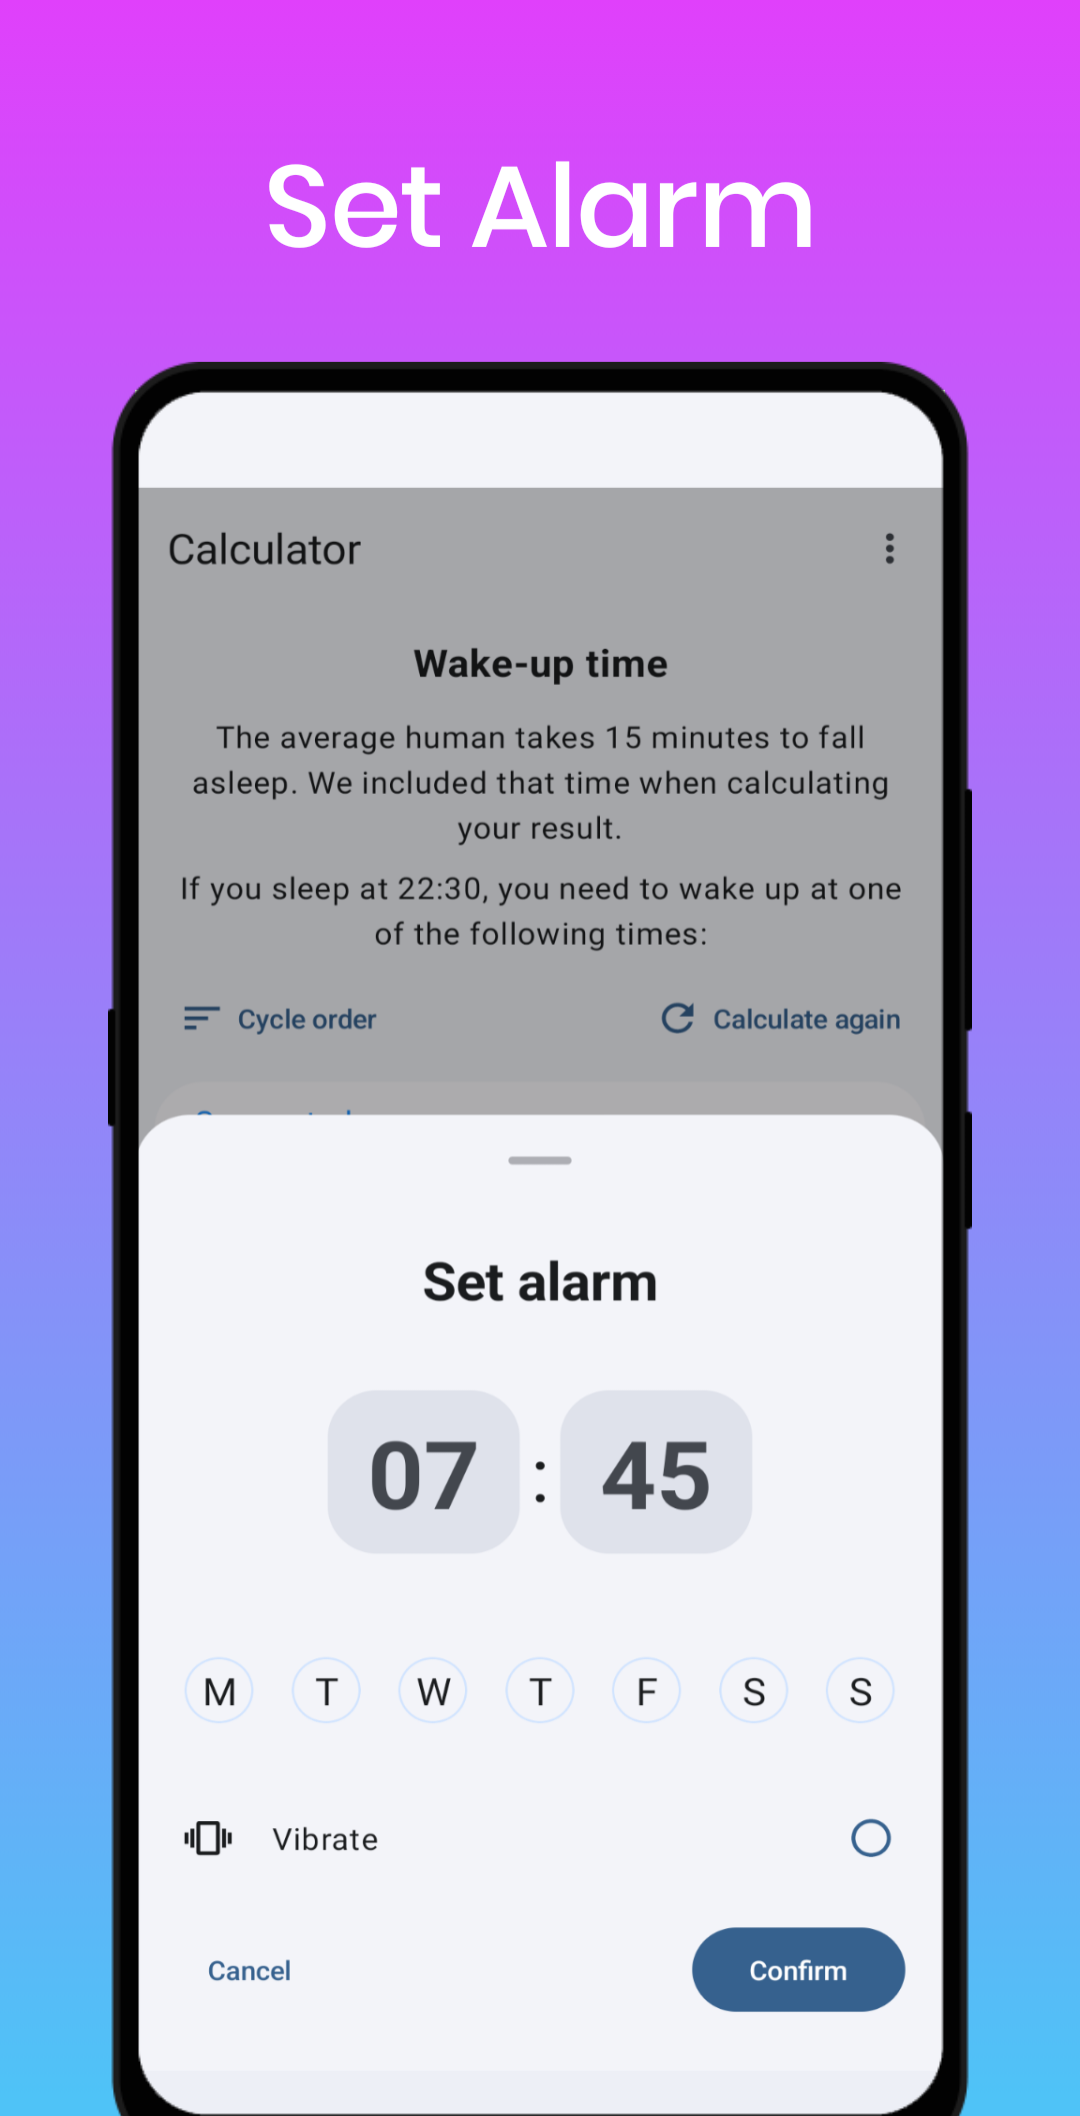 Set Alarm
Calculator
Wake-up time
The average human takes 15 minutes to fall
asleep. We included that time when calculating
your result.
If you sleep at 22:30, you need to wake up at one
of the following times:
Cycle order
Calculate again
Set alarm
07 : 45
M T W T F S S
Vibrate
Cancel
Confirm